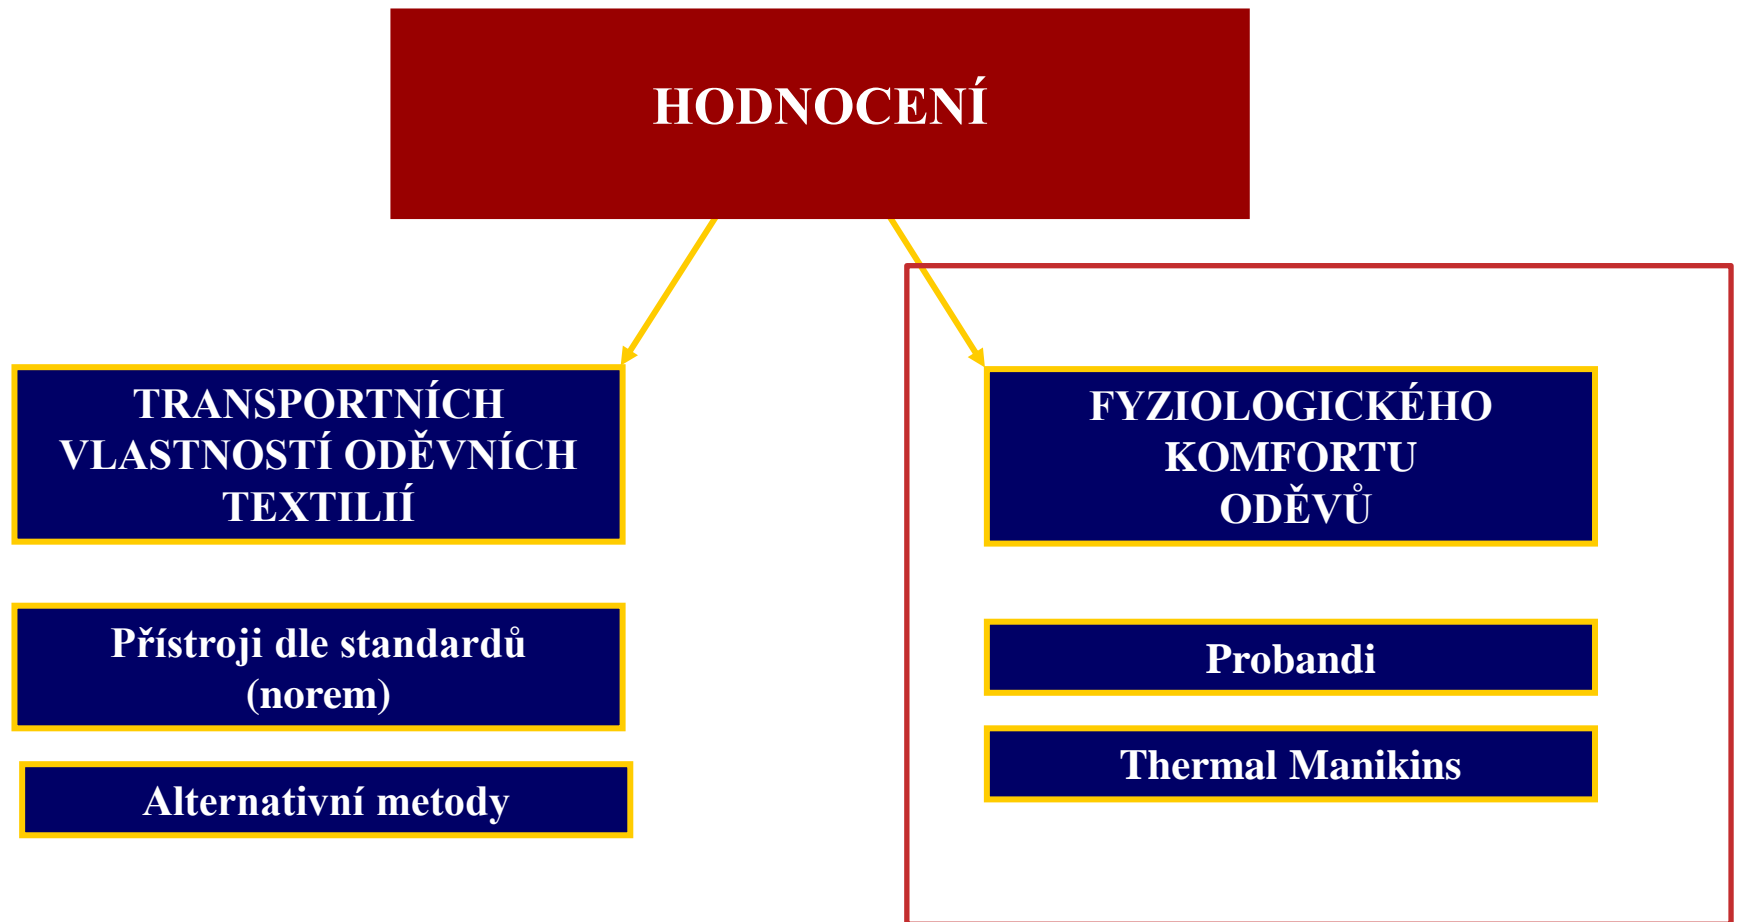 HODNOCENÍ
TRANSPORTNÍCH
VLASTNOSTÍ ODĚVNÍCH
TEXTILIÍ
Přístroji dle standardů
(norem)
Alternativní metody
FYZIOLOGICKÉHO
KOMFORTU
ODĚVŮ
Probandi
Thermal Manikins